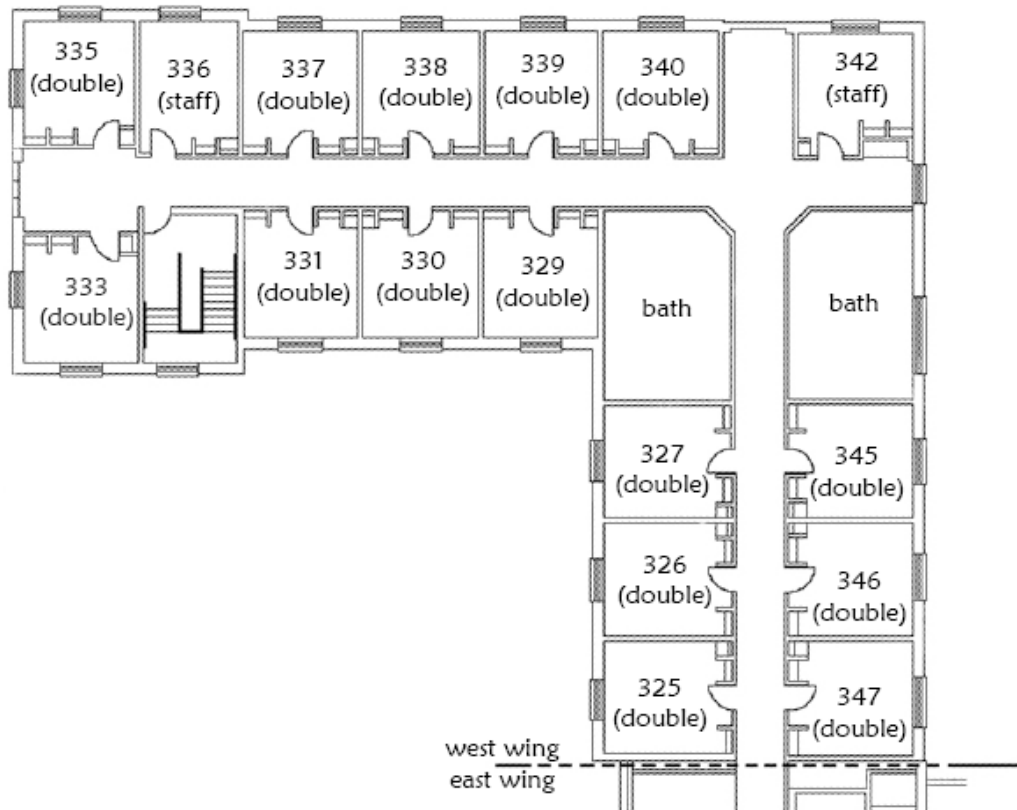 335
(double)
336
(staff)
337
(double)
338
(double)
339
(double)
340
(double)
342
(staff)
333
(double)
331
(double)
330
(double)
329
(double)
bath
bath
327
(double)
345
(double)
326
(double)
346
(double)
325
(double)
347
(double)
west wing
east wing